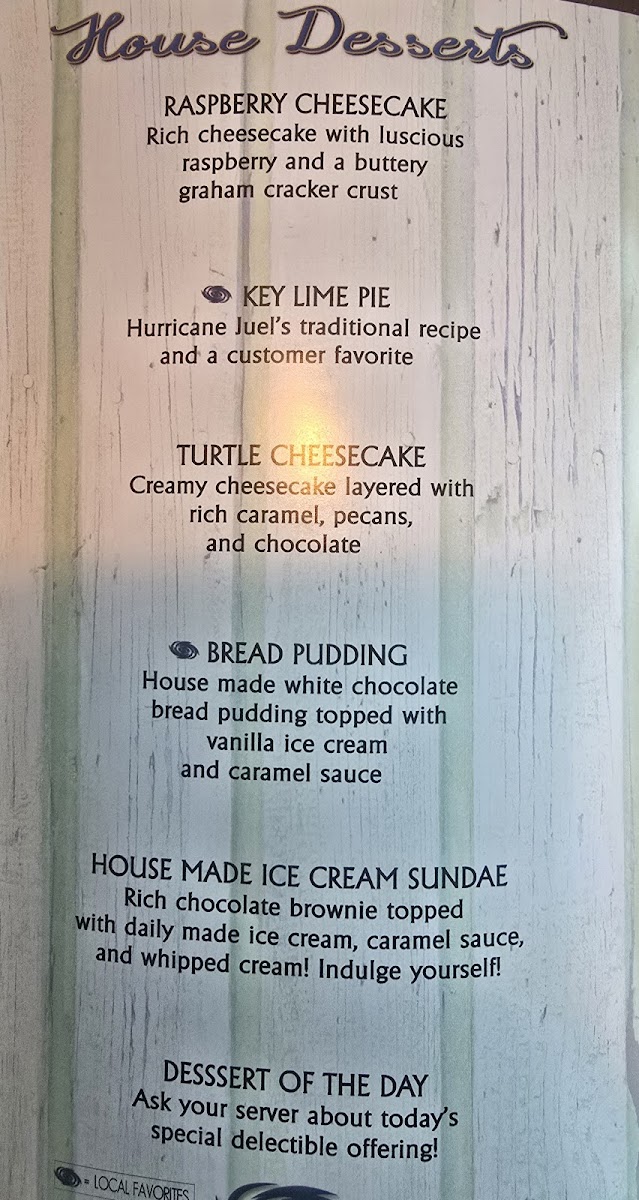 House Desserts
RASPBERRY CHEESECAKE
Rich cheesecake with luscious
raspberry and a buttery
graham cracker crust
KEY LIME PIE
Hurricane Juel's traditional recipe
and a customer favorite
TURTLE CHEESECAKE
Creamy cheesecake layered with
rich caramel, pecans,
and chocolate
BREAD PUDDING
House made white chocolate
bread pudding topped with
vanilla ice cream
and caramel sauce
HOUSE MADE ICE CREAM SUNDAE
Rich chocolate brownie topped
with daily made ice cream, caramel sauce,
and whipped cream! Indulge yourself!
DESSSERT OF THE DAY
Ask your server about today's
special delectible offering!
= LOCAL FAVORITES